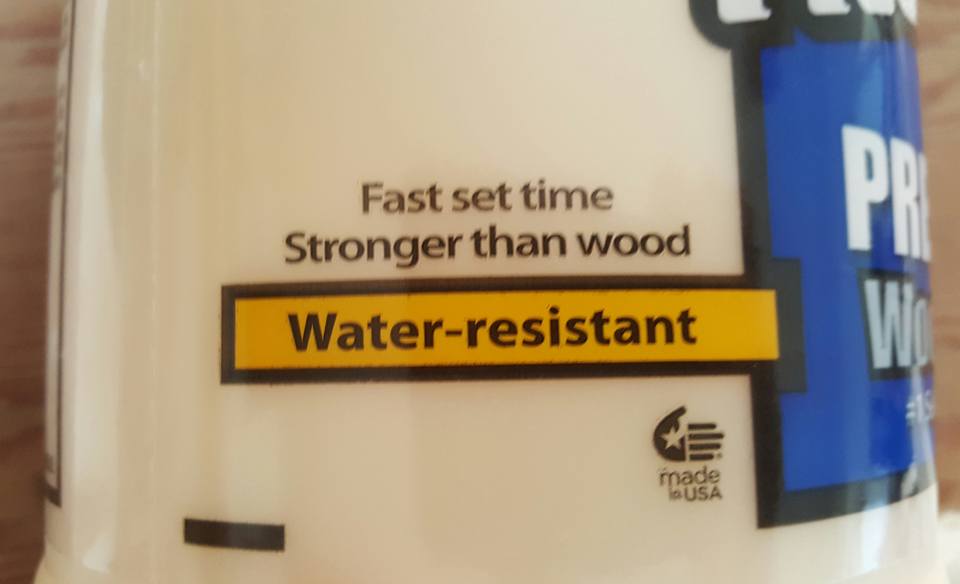 Fast set time
Stronger than wood
Water-resistant
made
in USA
PR